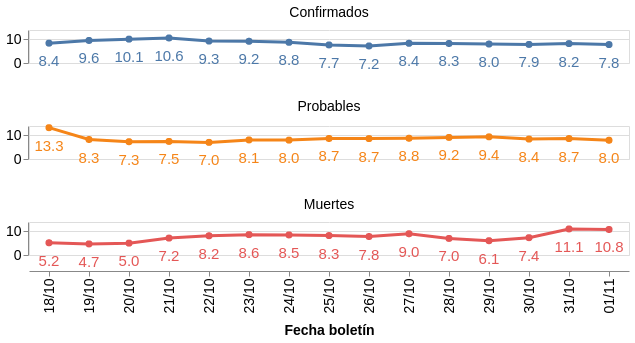 Confirmados
10
0
8.4 9.6 10.1 10.6 9.3 9.2 8.8 7.7 7.2 8.4 8.3 8.0 7.9 8.2 7.8
Probables
10
0
13.3 8.3 7.3 7.5 7.0 8.1 8.0 8.7 8.7 8.8 9.2 9.4 8.4 8.7 8.0
Muertes
10
0
5.2 4.7 5.0 7.2 8.2 8.6 8.5 8.3 7.8 9.0 7.0 6.1 7.4 11.1 10.8
18/10 19/10 20/10 21/10 22/10 23/10 24/10 25/10 26/10 27/10 28/10 29/10 30/10 31/10 01/11
Fecha boletín